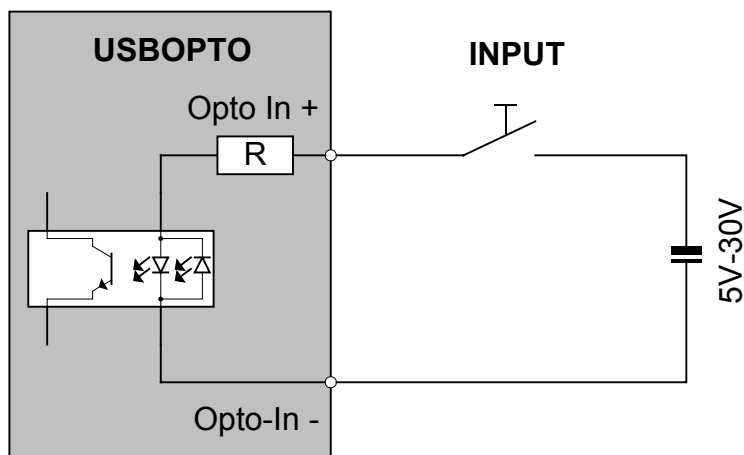 USBOPTO
INPUT
Opto In +
R
5V-30V
Opto-In -